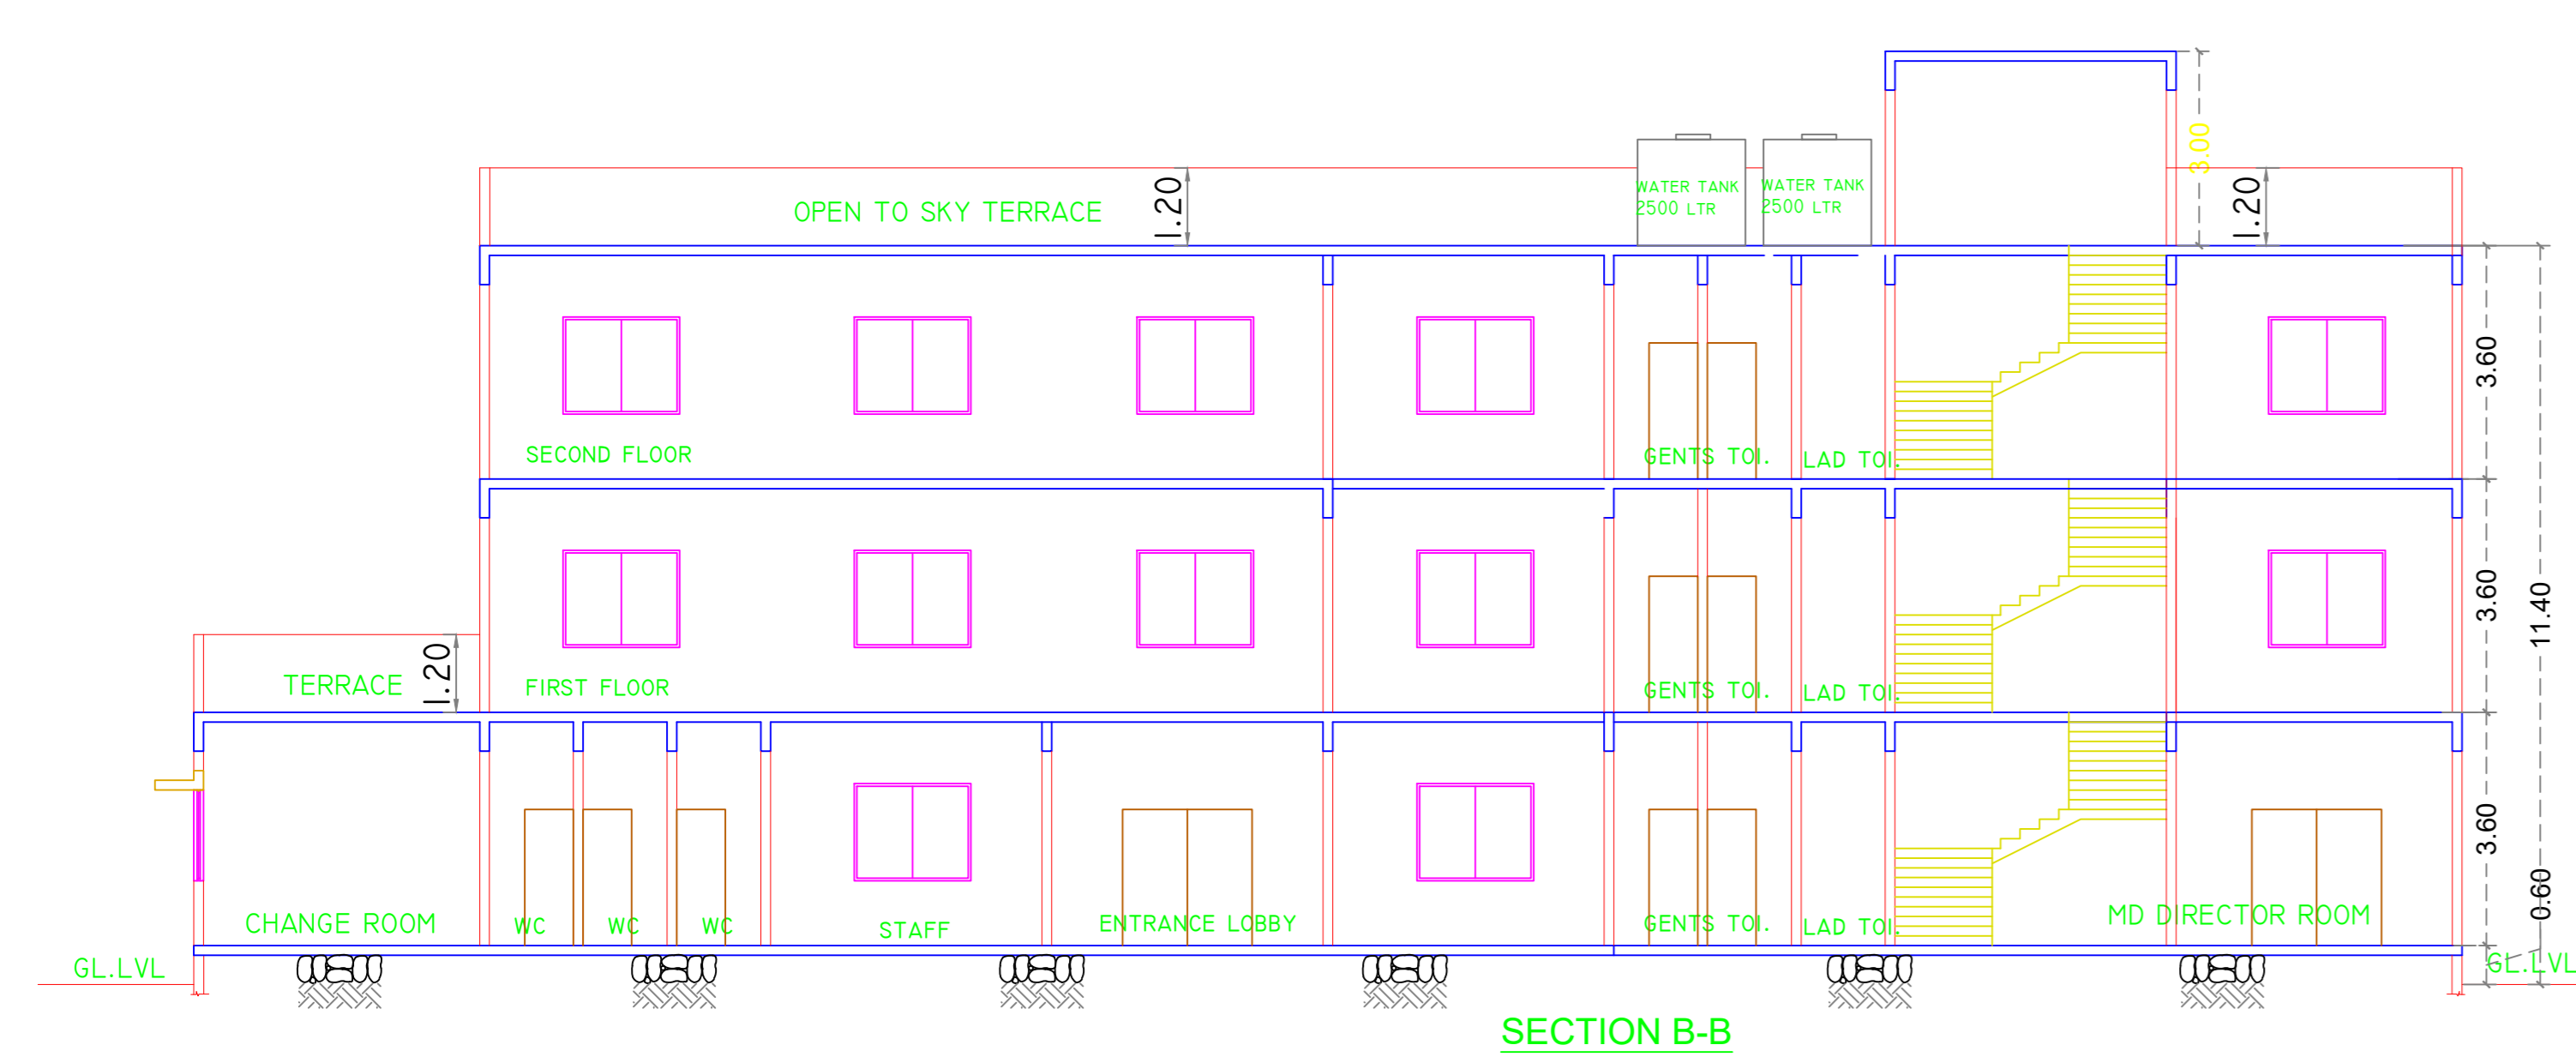 3.00
WATER TANK
2500 LTR
WATER TANK
2500 LTR
OPEN TO SKY TERRACE
1.20
1.20
3.60
SECOND FLOOR
GENTS TOI.
LAD TOI.
3.60
11.40
TERRACE
1.20
FIRST FLOOR
GENTS TOI.
LAD TOI.
3.60
0.60
CHANGE ROOM
WC
WC
WC
STAFF
ENTRANCE LOBBY
GENTS TOI.
LAD TOI.
MD DIRECTOR ROOM
GL.LVL
GL.LVL
SECTION B-B